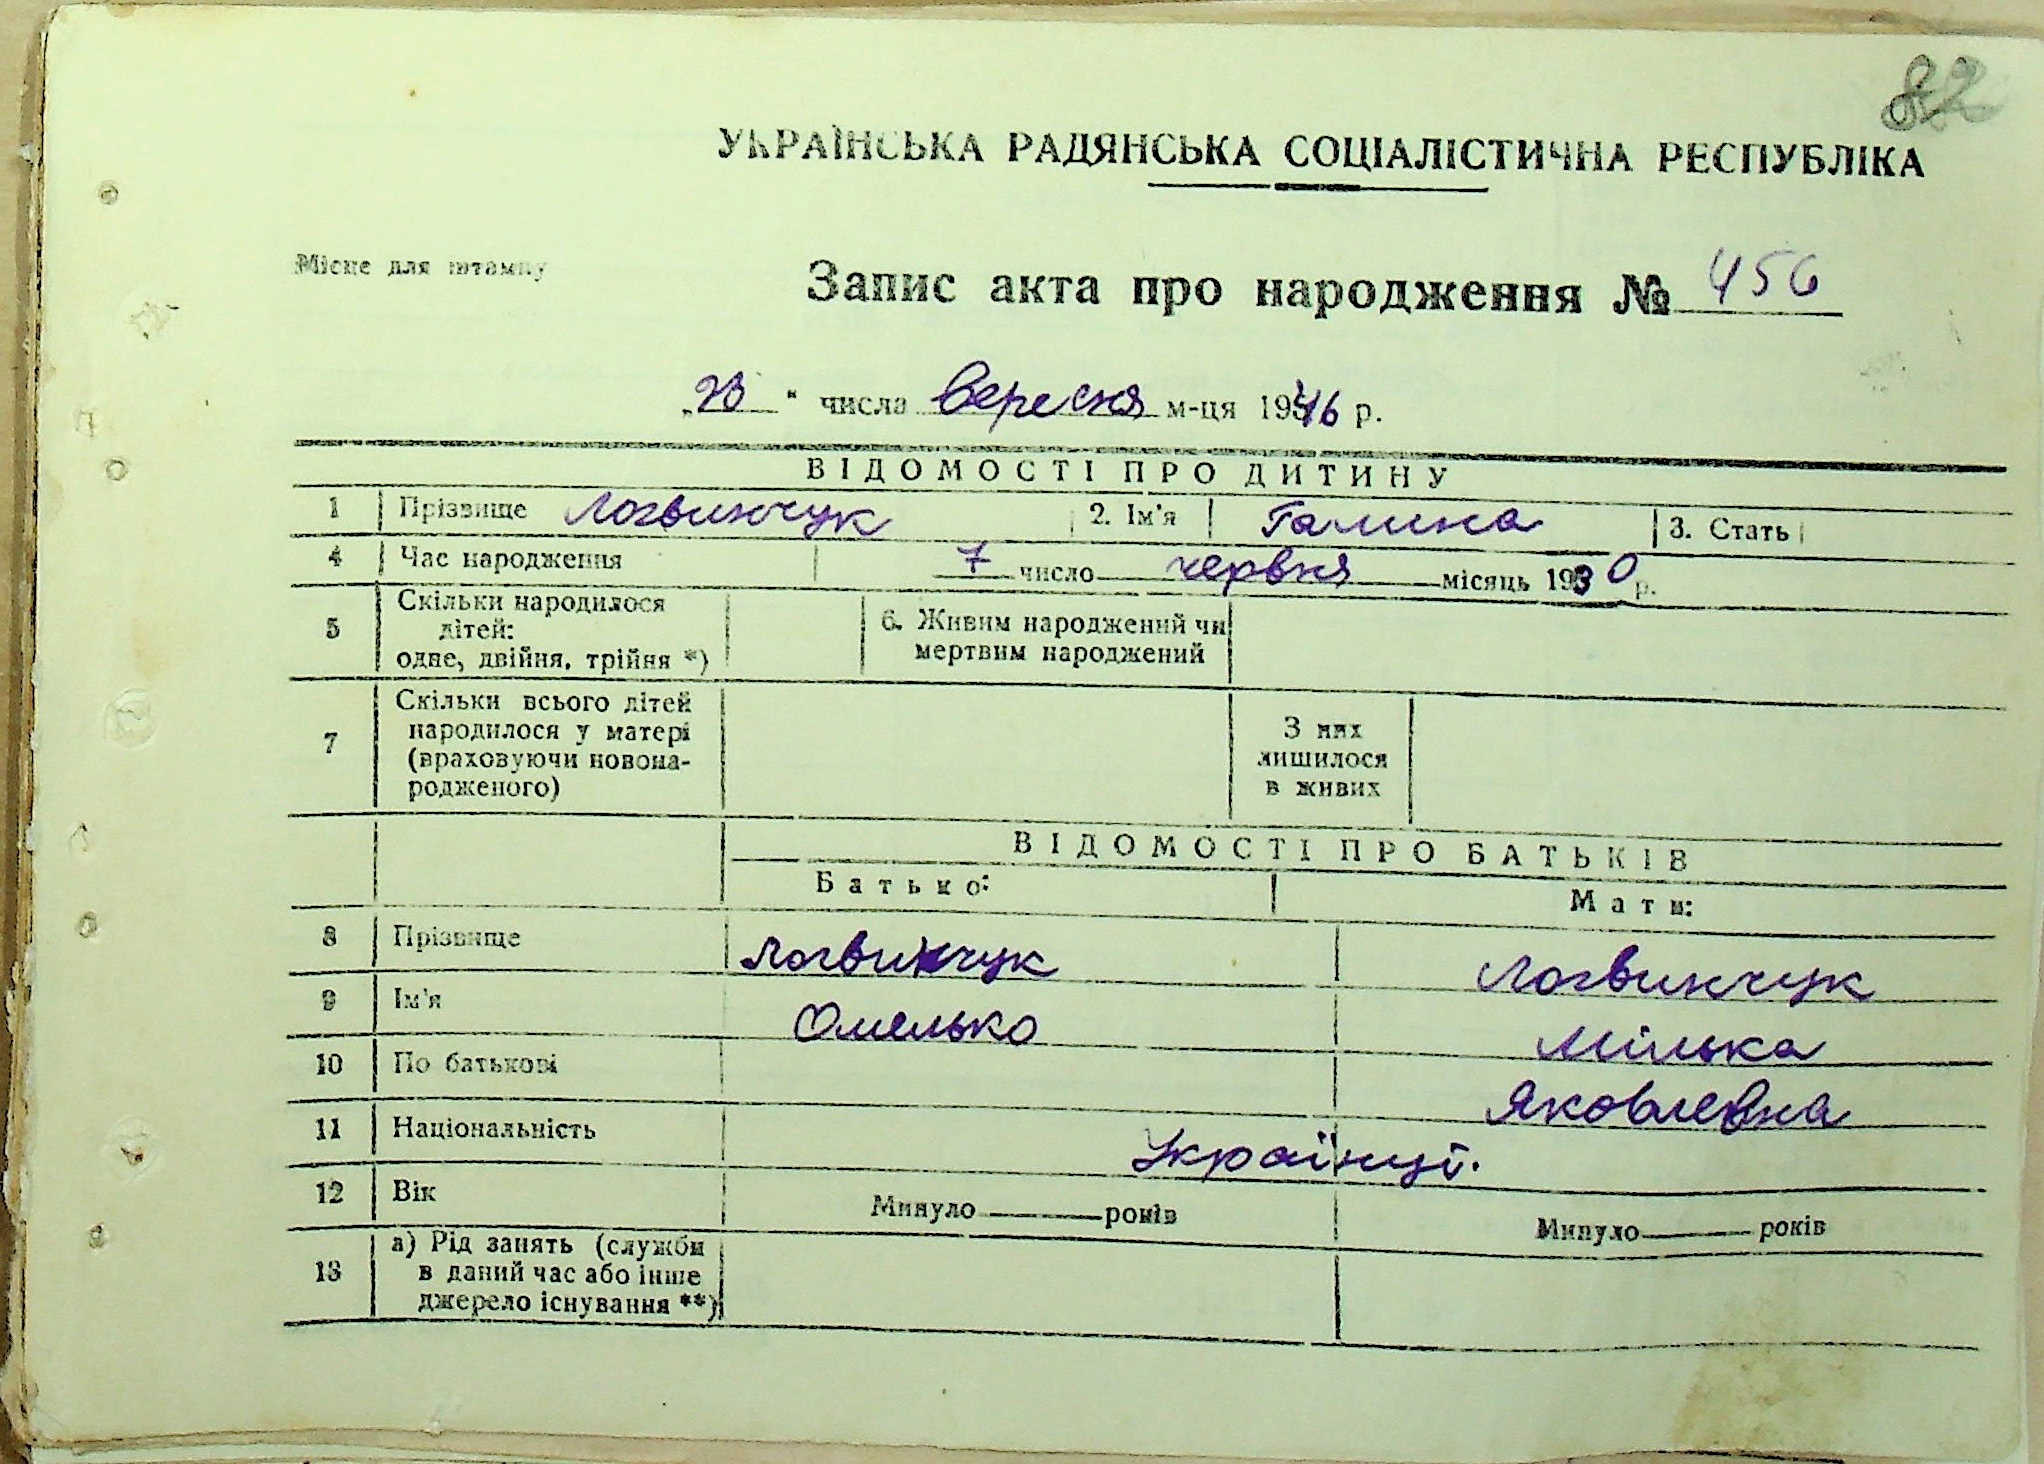 82
УКРАЇНСЬКА РАДЯНСЬКА СОЦІАЛІСТИЧНА РЕСПУБЛІКА
Місце для штампу
Запис акта про народження № 456
„23“ числа вересня м-ця 1946 р.
ВІДОМОСТІ ПРО ДИТИНУ
1 Прізвище Логвинчук 2. Ім'я Галина 3. Стать
4 Час народження 7 число червня місяць 1930 р.
5 Скільки народилося дітей: одне, двійня, трійня *) 6. Живим народжений чи мертвим народжений
7 Скільки всього дітей народилося у матері (враховуючи новонародженого) З них лишилося в живих
ВІДОМОСТІ ПРО БАТЬКІВ
Батько: Мати:
8 Прізвище Логвинчук Логвинчук
9 Ім'я Омелько Мілька
10 По батькові Яковлевна
11 Національність Українці.
12 Вік Минуло ——— років Минуло ——— років
13 а) Рід занять (служби в даний час або інше джерело існування **)